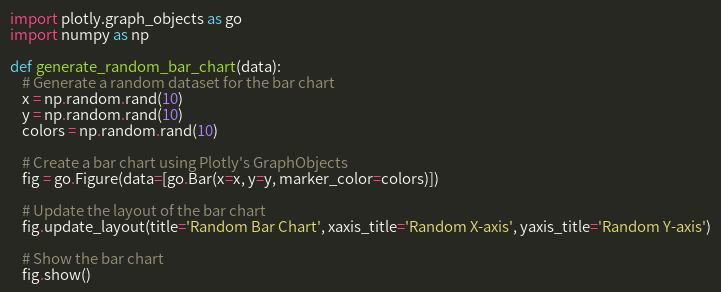 import plotly.graph_objects as go
import numpy as np
def generate_random_bar_chart(data):
# Generate a random dataset for the bar chart
x = np.random.rand(10)
y = np.random.rand(10)
colors = np.random.rand(10)
# Create a bar chart using Plotly's GraphObjects
fig = go.Figure(data=[go.Bar(x=x, y=y, marker_color=colors)])
# Update the layout of the bar chart
fig.update_layout(title='Random Bar Chart', xaxis_title='Random X-axis', yaxis_title='Random Y-axis')
# Show the bar chart
fig.show()